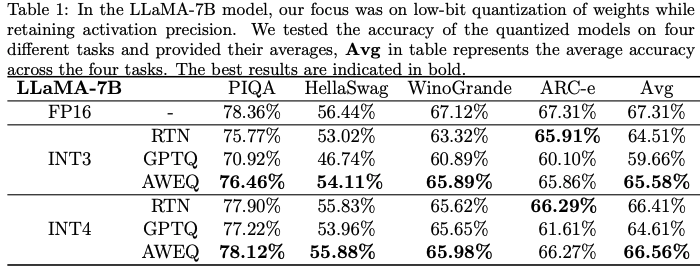 Table 1: In the LLaMA-7B model, our focus was on low-bit quantization of weights while
retaining activation precision. We tested the accuracy of the quantized models on four
different tasks and provided their averages, Avg in table represents the average accuracy
across the four tasks. The best results are indicated in bold.
LLaMA-7B PIQA HellaSwag WinoGrande ARC-e Avg
FP16 - 78.36% 56.44% 67.12% 67.31% 67.31%
RTN 75.77% 53.02% 63.32% 65.91% 64.51%
INT3 GPTQ 70.92% 46.74% 60.89% 60.10% 59.66%
AWEQ 76.46% 54.11% 65.89% 65.86% 65.58%
RTN 77.90% 55.83% 65.62% 66.29% 66.41%
INT4 GPTQ 77.22% 53.96% 65.65% 61.61% 64.61%
AWEQ 78.12% 55.88% 65.98% 66.27% 66.56%